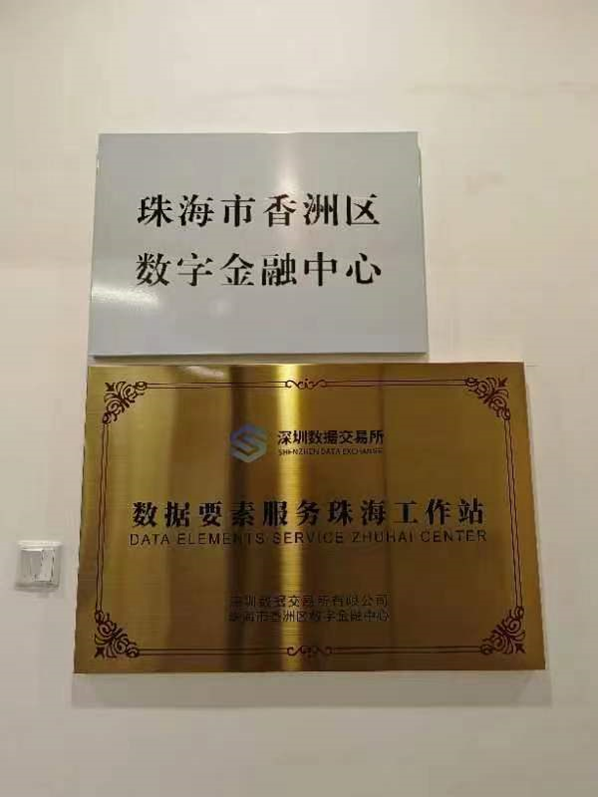 珠海市香洲区
数字金融中心
深圳数据交易所
SHENZHEN DATA EXCHANGE
数据要素服务珠海工作站
DATA ELEMENTS SERVICE ZHUHAI CENTER
深圳数据交易所有限公司
珠海市香洲区数字金融中心